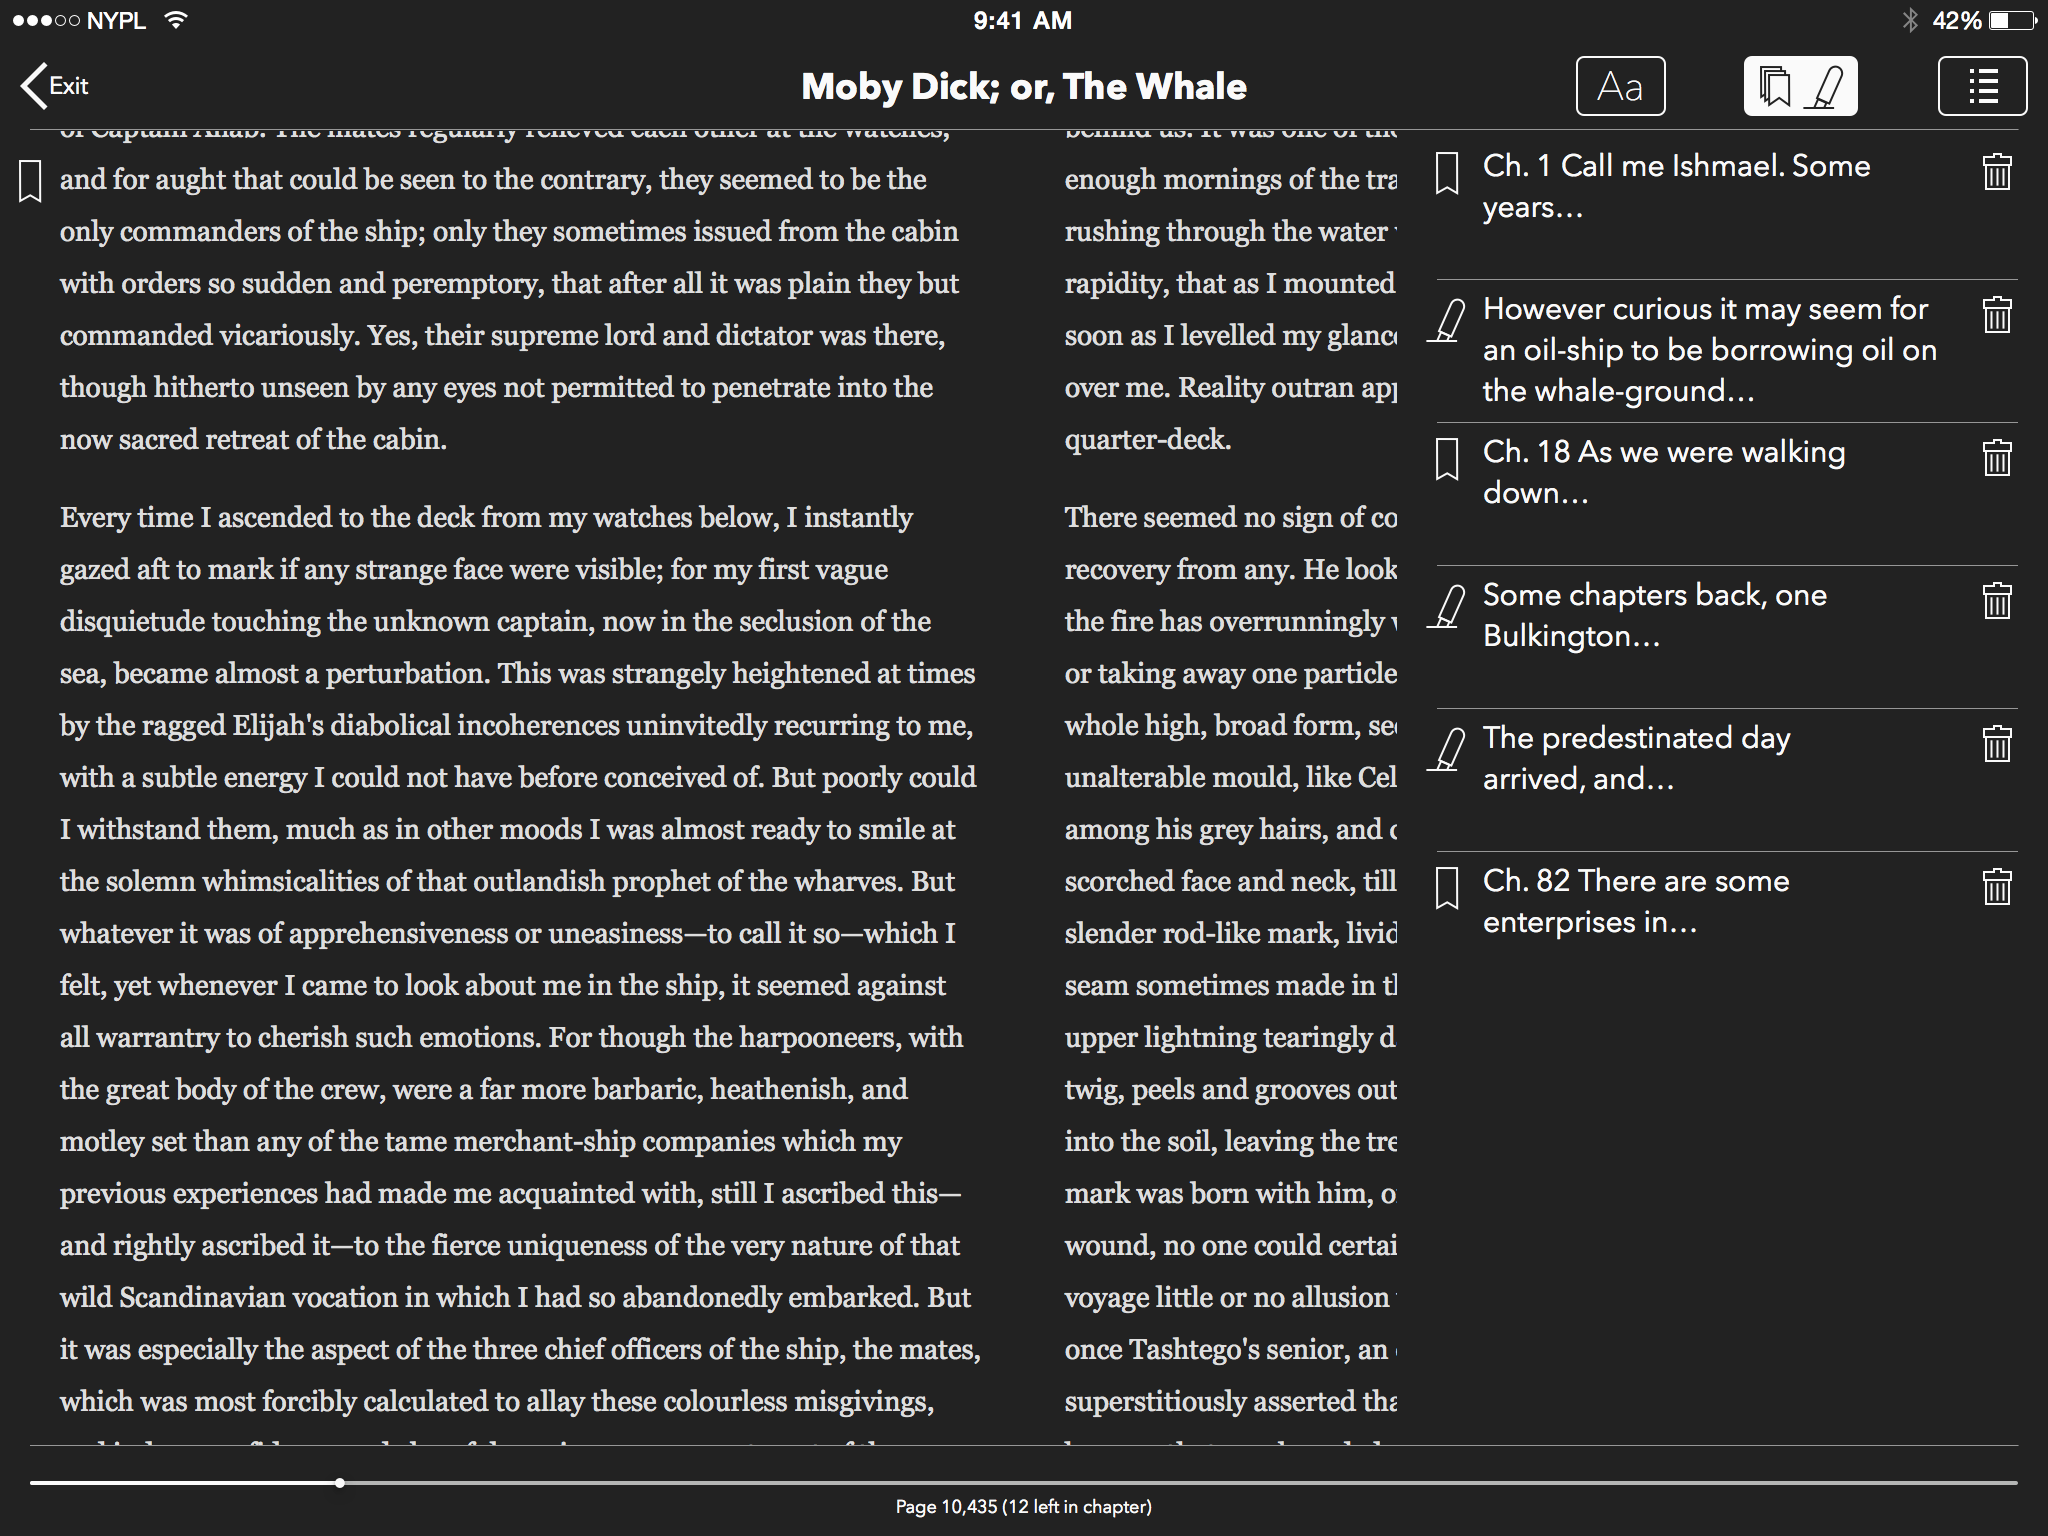 NYPL
9:41 AM
42%
Exit
Moby Dick; or, The Whale
Aa
of Captain Ahab. The mates regularly relieved each other at the watches,
and for aught that could be seen to the contrary, they seemed to be the
only commanders of the ship; only they sometimes issued from the cabin
with orders so sudden and peremptory, that after all it was plain they but
commanded vicariously. Yes, their supreme lord and dictator was there,
though hitherto unseen by any eyes not permitted to penetrate into the
now sacred retreat of the cabin.
Every time I ascended to the deck from my watches below, I instantly
gazed aft to mark if any strange face were visible; for my first vague
disquietude touching the unknown captain, now in the seclusion of the
sea, became almost a perturbation. This was strangely heightened at times
by the ragged Elijah's diabolical incoherences uninvitedly recurring to me,
with a subtle energy I could not have before conceived of. But poorly could
I withstand them, much as in other moods I was almost ready to smile at
the solemn whimsicalities of that outlandish prophet of the wharves. But
whatever it was of apprehensiveness or uneasiness—to call it so—which I
felt, yet whenever I came to look about me in the ship, it seemed against
all warrantry to cherish such emotions. For though the harpooneers, with
the great body of the crew, were a far more barbaric, heathenish, and
motley set than any of the tame merchant-ship companies which my
previous experiences had made me acquainted with, still I ascribed this—
and rightly ascribed it—to the fierce uniqueness of the very nature of that
wild Scandinavian vocation in which I had so abandonedly embarked. But
it was especially the aspect of the three chief officers of the ship, the mates,
which was most forcibly calculated to allay these colourless misgivings,
behind us. It was one of
enough mornings of the tra
rushing through the water
rapidity, that as I mounted
soon as I levelled my glanc
over me. Reality outran app
quarter-deck.
There seemed no sign of co
recovery from any. He look
the fire has overrunningly
or taking away one particle
whole high, broad form, see
unalterable mould, like Cel
among his grey hairs, and c
scorched face and neck, till
slender rod-like mark, livid
seam sometimes made in th
upper lightning tearingly d
twig, peels and grooves out
into the soil, leaving the tre
mark was born with him, or
wound, no one could certai
voyage little or no allusion
once Tashtego's senior, an
superstitiously asserted tha
Ch. 1 Call me Ishmael. Some
years…
However curious it may seem for
an oil-ship to be borrowing oil on
the whale-ground…
Ch. 18 As we were walking
down…
Some chapters back, one
Bulkington…
The predestinated day
arrived, and…
Ch. 82 There are some
enterprises in…
Page 10,435 (12 left in chapter)